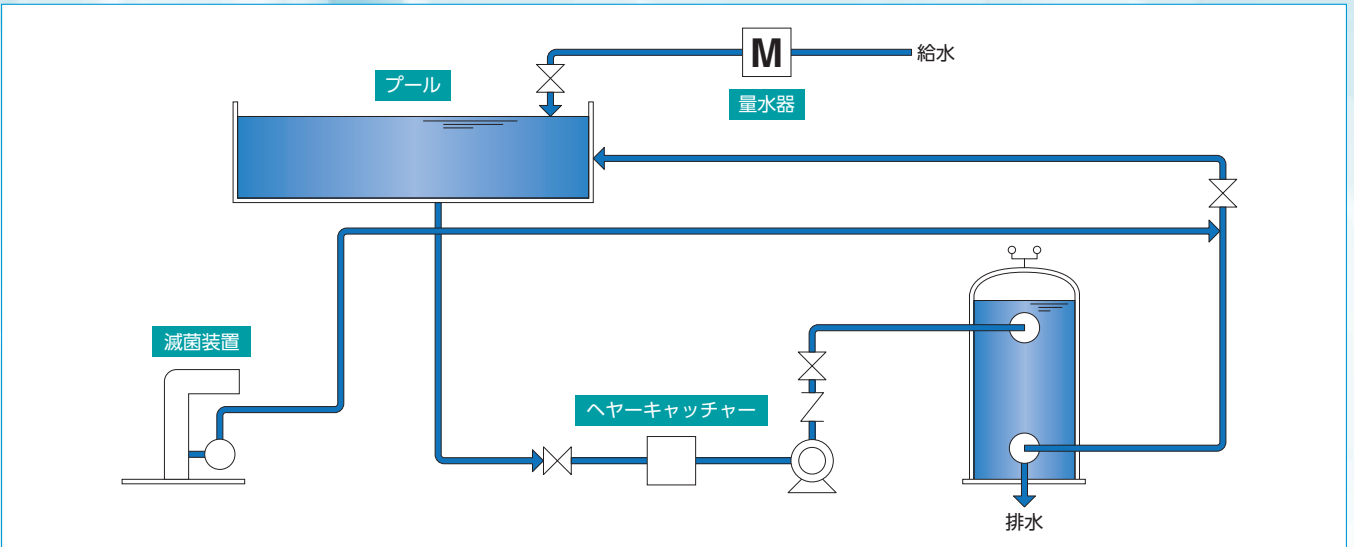 M
給水
プール
量水器
滅菌装置
ヘヤーキャッチャー
排水